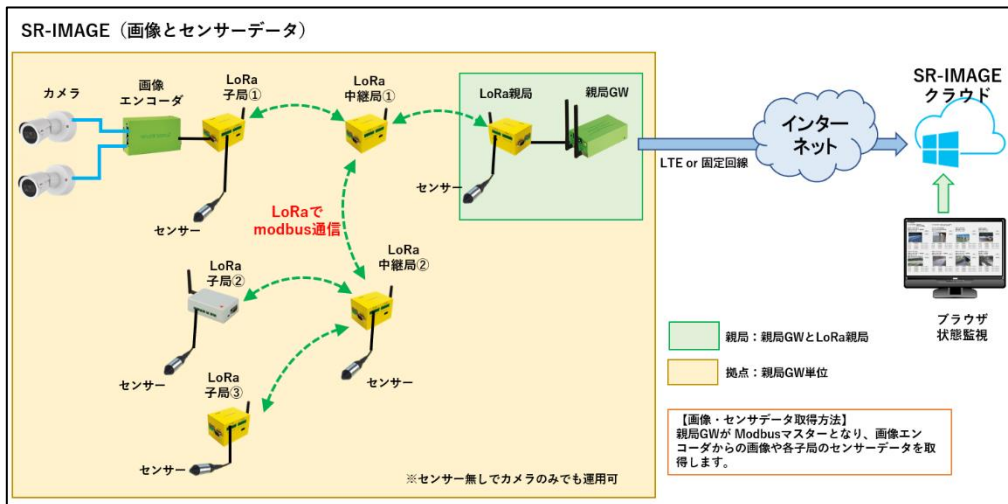 SR-IMAGE（画像とセンサーデータ）
カメラ
画像
エンコーダ
LoRa
子局①
LoRa
中継局①
LoRa親局
親局GW
センサー
センサー
LoRaで
modbus通信
LoRa
中継局②
LoRa
子局②
センサー
センサー
LoRa
子局③
センサー
※センサー無しでカメラのみでも運用可
インター
ネット
LTE or 固定回線
SR-IMAGE
クラウド
ブラウザ
状態監視
親局：親局GWとLoRa親局
拠点：親局GW単位
【画像・センサデータ取得方法】
親局GWが Modbusマスターとなり、画像エン
コーダからの画像や各子局のセンサーデータを取
得します。